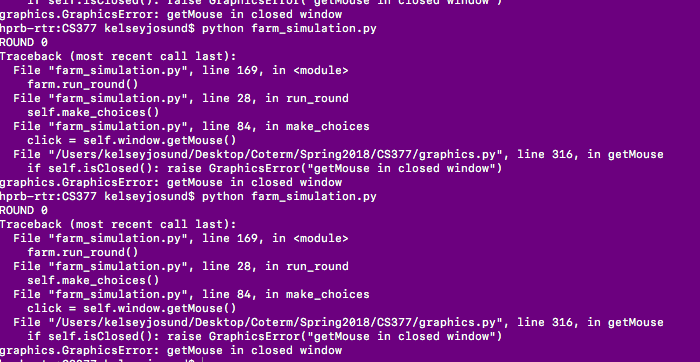 if self.isClosed(): raise GraphicsError("getMouse in closed window")
graphics.GraphicsError: getMouse in closed window
hprb-rtr:CS377 kelseyjosund$ python farm_simulation.py
ROUND 0
Traceback (most recent call last):
File "farm_simulation.py", line 169, in <module>
farm.run_round()
File "farm_simulation.py", line 28, in run_round
self.make_choices()
File "farm_simulation.py", line 84, in make_choices
click = self.window.getMouse()
File "/Users/kelseyjosund/Desktop/Coterm/Spring2018/CS377/graphics.py", line 316, in getMouse
if self.isClosed(): raise GraphicsError("getMouse in closed window")
graphics.GraphicsError: getMouse in closed window
hprb-rtr:CS377 kelseyjosund$ python farm_simulation.py
ROUND 0
Traceback (most recent call last):
File "farm_simulation.py", line 169, in <module>
farm.run_round()
File "farm_simulation.py", line 28, in run_round
self.make_choices()
File "farm_simulation.py", line 84, in make_choices
click = self.window.getMouse()
File "/Users/kelseyjosund/Desktop/Coterm/Spring2018/CS377/graphics.py", line 316, in getMouse
if self.isClosed(): raise GraphicsError("getMouse in closed window")
graphics.GraphicsError: getMouse in closed window
hprb-rtr:CS377 kelseyjosund$